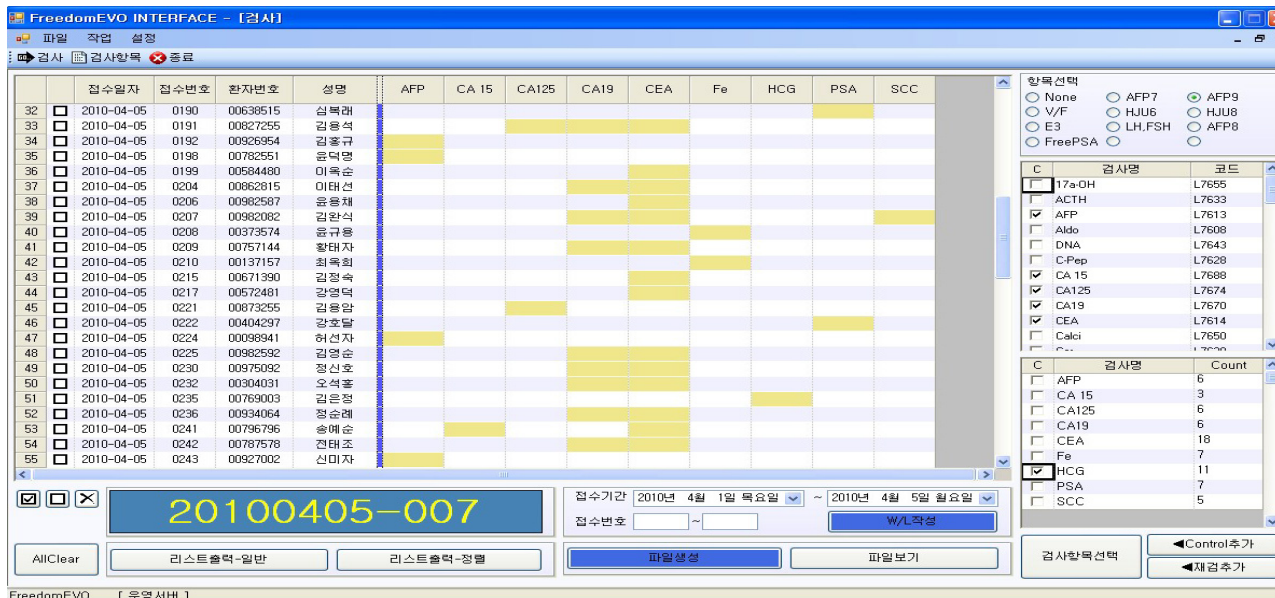 FreedomEVO INTERFACE - [검사]
파일 작업 설정
검사 검사항목 종료
접수일자 접수번호 환자번호 성명 AFP CA 15 CA125 CA19 CEA Fe HCG PSA SCC
32 2010-04-05 0190 00638515 심복래
33 2010-04-05 0191 00827255 김용석
34 2010-04-05 0192 00926954 김홍규
35 2010-04-05 0198 00782551 윤덕명
36 2010-04-05 0199 00584480 이옥순
37 2010-04-05 0204 00862815 이태선
38 2010-04-05 0206 00982587 윤용채
39 2010-04-05 0207 00982082 김완식
40 2010-04-05 0208 00373574 윤규용
41 2010-04-05 0209 00757144 황태자
42 2010-04-05 0210 00137157 최옥희
43 2010-04-05 0215 00671390 김정숙
44 2010-04-05 0217 00572481 강영덕
45 2010-04-05 0221 00873255 김용암
46 2010-04-05 0222 00404297 강호달
47 2010-04-05 0224 00098941 허선자
48 2010-04-05 0225 00982592 김영순
49 2010-04-05 0230 00975092 정신호
50 2010-04-05 0232 00304031 오석홍
51 2010-04-05 0235 00769003 김은정
52 2010-04-05 0236 00934064 정순례
53 2010-04-05 0241 00796796 송예순
54 2010-04-05 0242 00787578 전태조
55 2010-04-05 0243 00927002 신미자
20100405-007
접수기간 2010년 4월 1일 목요일 ~ 2010년 4월 5일 월요일
접수번호 ~ W/L작성
AllClear 리스트출력-일반 리스트출력-정렬 파일생성 파일보기
항목선택
None AFP7 AFP9
V/F HJU6 HJU8
E3 LH,FSH AFP8
FreePSA
C 검사명 코드
17a-OH L7655
ACTH L7633
AFP L7613
Aldo L7608
DNA L7643
C-Pep L7628
CA 15 L7688
CA125 L7674
CA19 L7670
CEA L7614
Calci L7650
C 검사명 Count
AFP 6
CA 15 3
CA125 6
CA19 6
CEA 18
Fe 7
HCG 11
PSA 7
SCC 5
검사항목선택 ◀Control추가
◀재검추가
FreedomEVO [ 운영서버 ]